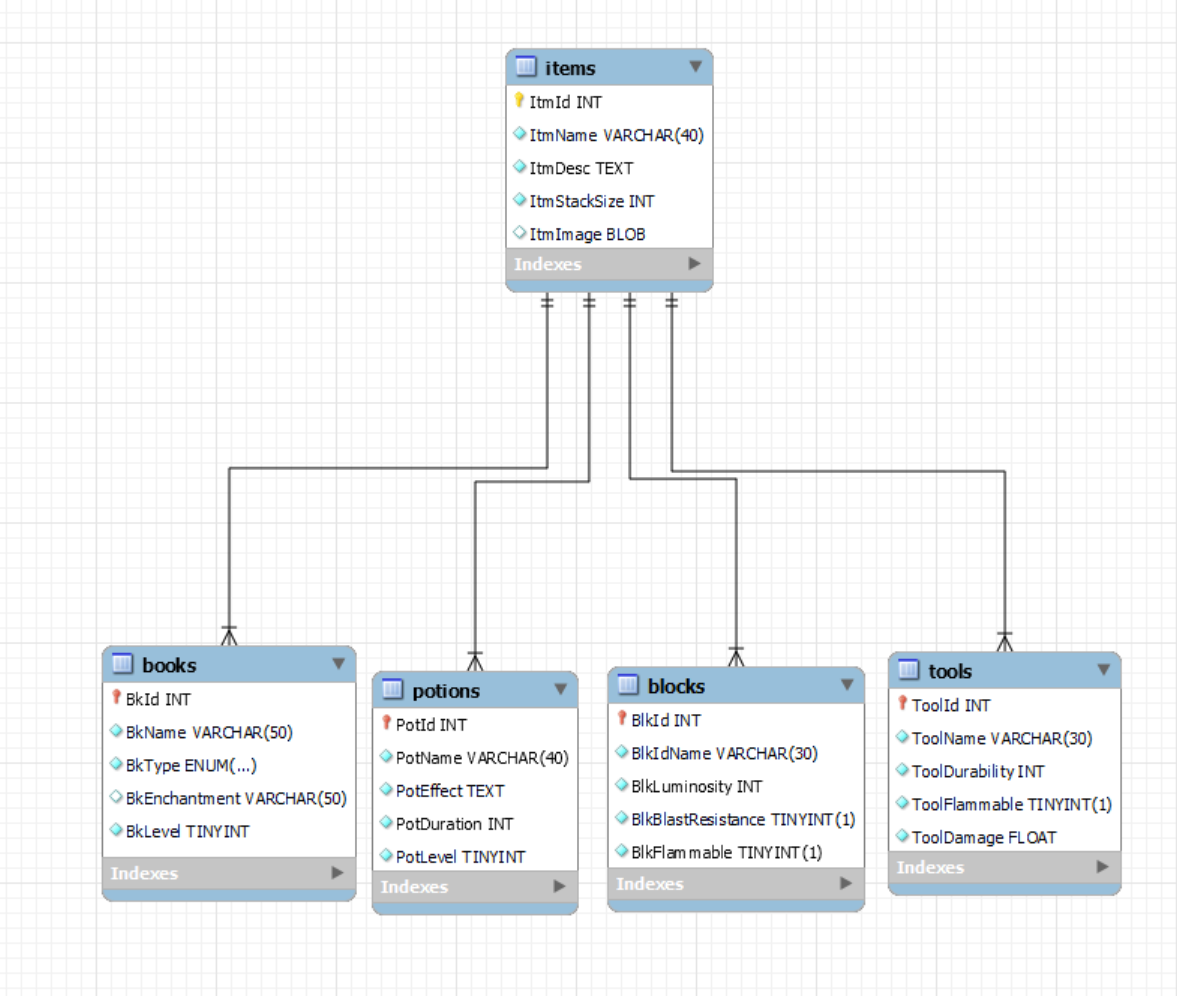 items
ItmId INT
ItmName VARCHAR(40)
ItmDesc TEXT
ItmStackSize INT
ItmImage BLOB
Indexes
books
BkId INT
BkName VARCHAR(50)
BkType ENUM(...)
BkEnchantment VARCHAR(50)
BkLevel TINYINT
Indexes
potions
PotId INT
PotName VARCHAR(40)
PotEffect TEXT
PotDuration INT
PotLevel TINYINT
Indexes
blocks
BlkId INT
BlkIdName VARCHAR(30)
BlkLuminosity INT
BlkBlastResistance TINYINT(1)
BlkFlammable TINYINT(1)
Indexes
tools
ToolId INT
ToolName VARCHAR(30)
ToolDurability INT
ToolFlammable TINYINT(1)
ToolDamage FLOAT
Indexes